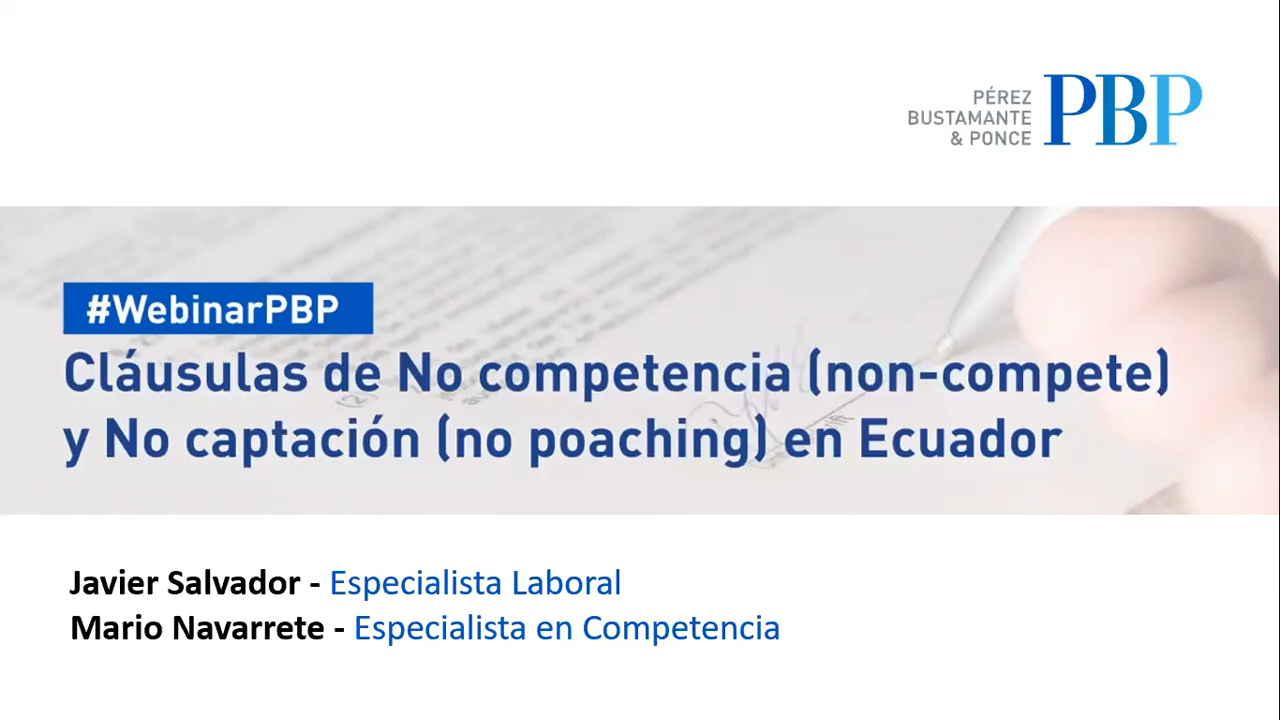 PÉREZ
BUSTAMANTE
& PONCE
PBP
#WebinarPBP
Cláusulas de No competencia (non-compete)
y No captación (no poaching) en Ecuador
Javier Salvador - Especialista Laboral
Mario Navarrete - Especialista en Competencia